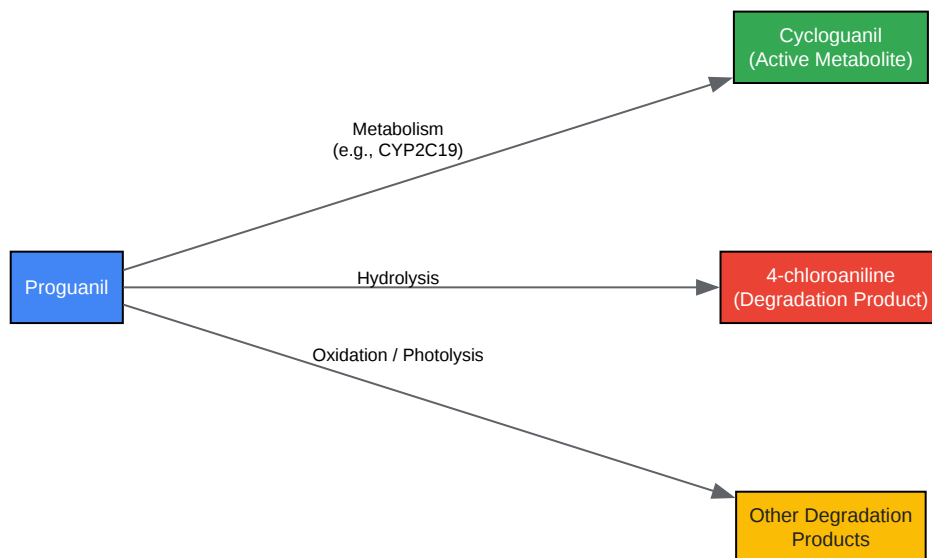 Cycloguanil
(Active Metabolite)
Metabolism
(e.g., CYP2C19)
Proguanil
Hydrolysis
4-chloroaniline
(Degradation Product)
Oxidation / Photolysis
Other Degradation
Products